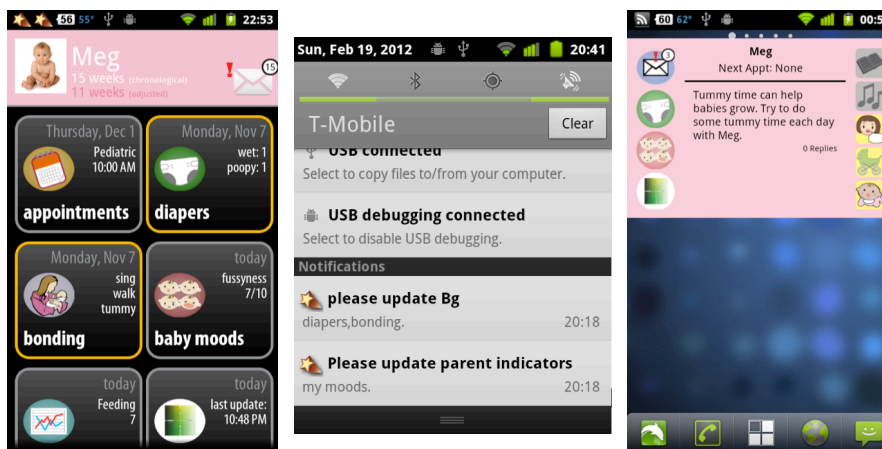 56 55° 22:53
Meg
15 weeks (chronological)
11 weeks (adjusted)
15
Thursday, Dec 1
Pediatric
10:00 AM
appointments
Monday, Nov 7
wet: 1
poopy: 1
diapers
Monday, Nov 7
sing
walk
tummy
bonding
today
fussyness
7/10
baby moods
today
Feeding
7
today
last update:
10:48 PM
Sun, Feb 19, 2012 20:41
T-Mobile
Clear
USB connected
Select to copy files to/from your computer.
USB debugging connected
Select to disable USB debugging.
Notifications
please update Bg
diapers,bonding. 20:18
Please update parent indicators
my moods. 20:18
60 62° 00:5
3
Meg
Next Appt: None
Tummy time can help
babies grow. Try to do
some tummy time each day
with Meg.
0 Replies